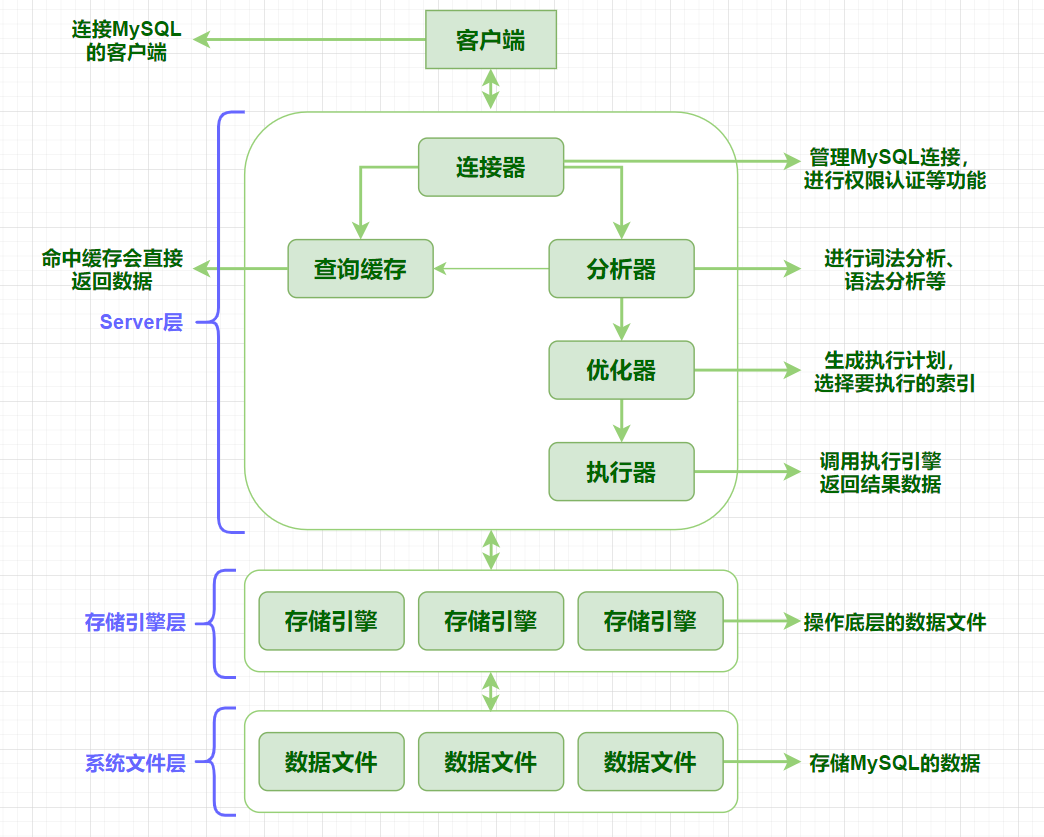 连接MySQL
的客户端
客户端
连接器
管理MySQL连接，
进行权限认证等功能
命中缓存会直接
返回数据
查询缓存
分析器
进行词法分析、
语法分析等
Server层
优化器
生成执行计划，
选择要执行的索引
执行器
调用执行引擎
返回结果数据
存储引擎层
存储引擎
存储引擎
存储引擎
操作底层的数据文件
系统文件层
数据文件
数据文件
数据文件
存储MySQL的数据